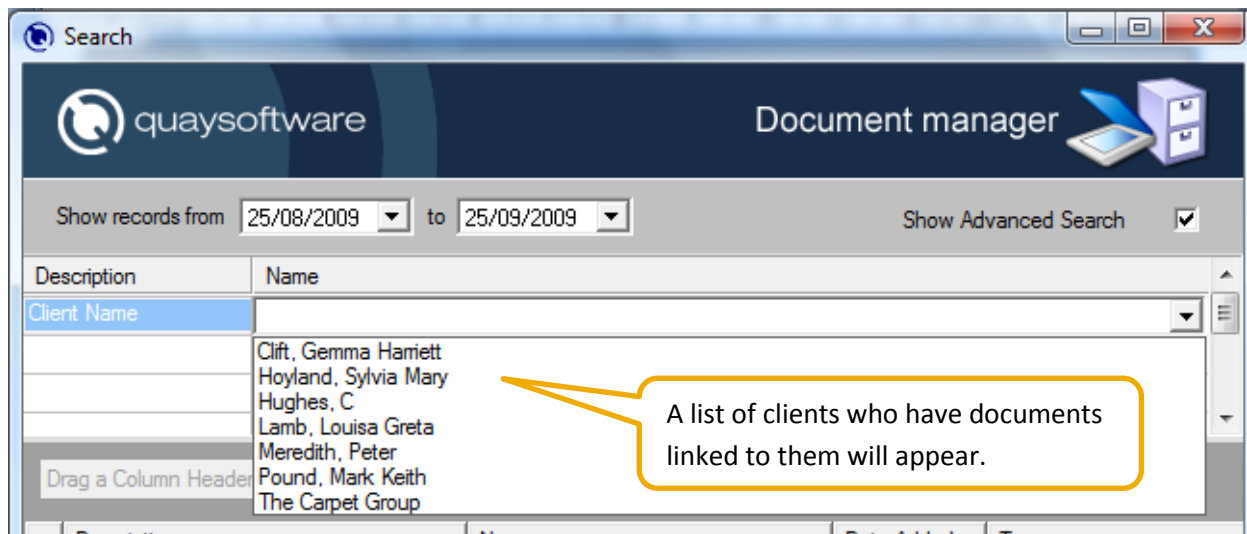 Search
quaysoftware
Document manager
Show records from 25/08/2009 to 25/09/2009 Show Advanced Search
Description Name
Client Name
Clift, Gemma Harriett
Hoyland, Sylvia Mary
Hughes, C
Lamb, Louisa Greta
Meredith, Peter
Pound, Mark Keith
The Carpet Group
A list of clients who have documents
linked to them will appear.
Drag a Column Header